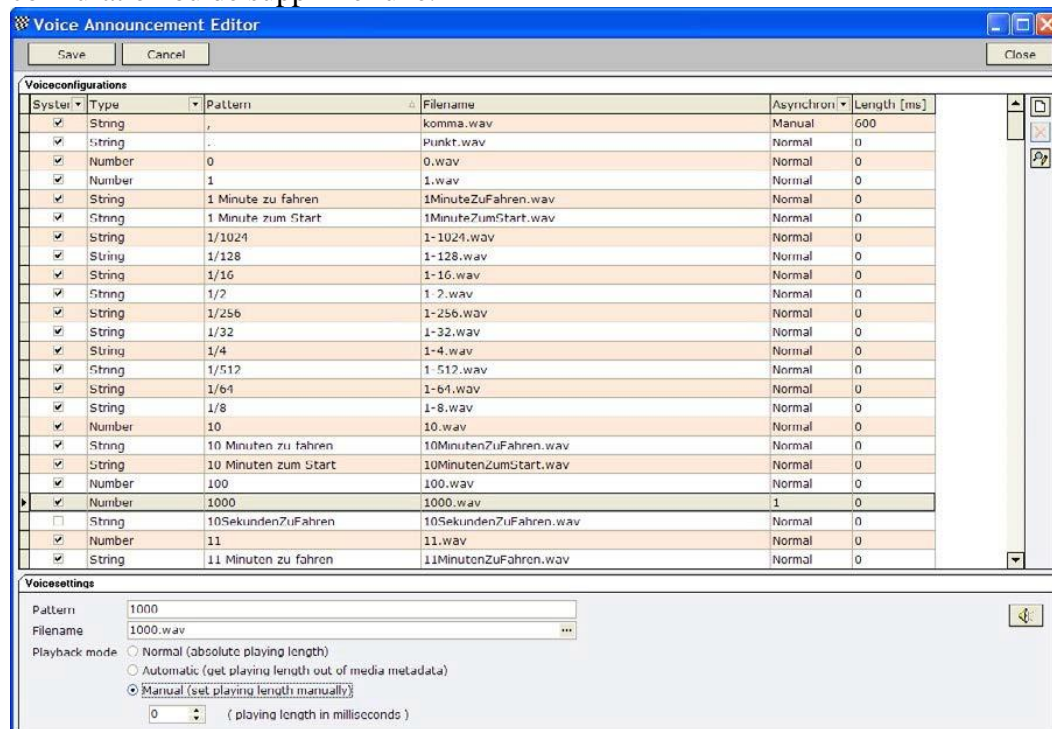 Voice Announcement Editor
Save Cancel Close
Voiceconfigurations
System Type Pattern Filename Asynchron Length [ms]
String , komma.wav Manual 600
String . Punkt.wav Normal 0
Number 0 0.wav Normal 0
Number 1 1.wav Normal 0
String 1 Minute zu fahren 1MinuteZuFahren.wav Normal 0
String 1 Minute zum Start 1MinuteZumStart.wav Normal 0
String 1/1024 1-1024.wav Normal 0
String 1/128 1-128.wav Normal 0
String 1/16 1-16.wav Normal 0
String 1/2 1-2.wav Normal 0
String 1/256 1-256.wav Normal 0
String 1/32 1-32.wav Normal 0
String 1/4 1-4.wav Normal 0
String 1/512 1-512.wav Normal 0
String 1/64 1-64.wav Normal 0
String 1/8 1-8.wav Normal 0
Number 10 10.wav Normal 0
String 10 Minuten zu fahren 10MinutenZuFahren.wav Normal 0
String 10 Minuten zum Start 10MinutenZumStart.wav Normal 0
Number 100 100.wav Normal 0
Number 1000 1000.wav 1 0
String 10SekundenZuFahren 10SekundenZuFahren.wav Normal 0
Number 11 11.wav Normal 0
String 11 Minuten zu fahren 11MinutenZuFahren.wav Normal 0
Voicesettings
Pattern 1000
Filename 1000.wav ...
Playback mode Normal (absolute playing length)
Automatic (get playing length out of media metadata)
Manual (set playing length manually)
0 ( playing length in milliseconds )